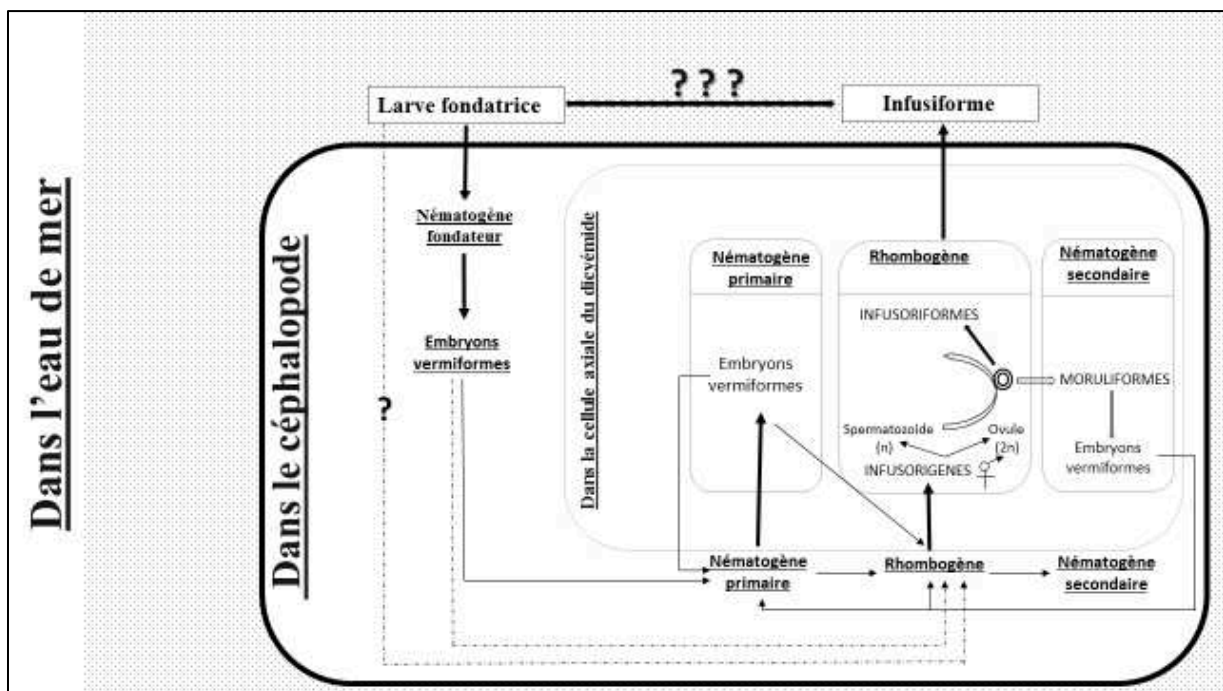 ? ? ?
Larve fondatrice
Infusiforme
Dans l'eau de mer
Dans le céphalopode
Dans la cellule axiale du dicyémide
Nématogène
fondateur
Embryons
vermiformes
?
Nématogène
primaire
Embryons
vermiformes
Rhombogène
INFUSORIFORMES
Spermatozoïde
(n)
Ovule
(2n)
INFUSORIGENES
Nématogène
secondaire
MORULIFORMES
Embryons
vermiformes
Nématogène
primaire
Rhombogène
Nématogène
secondaire